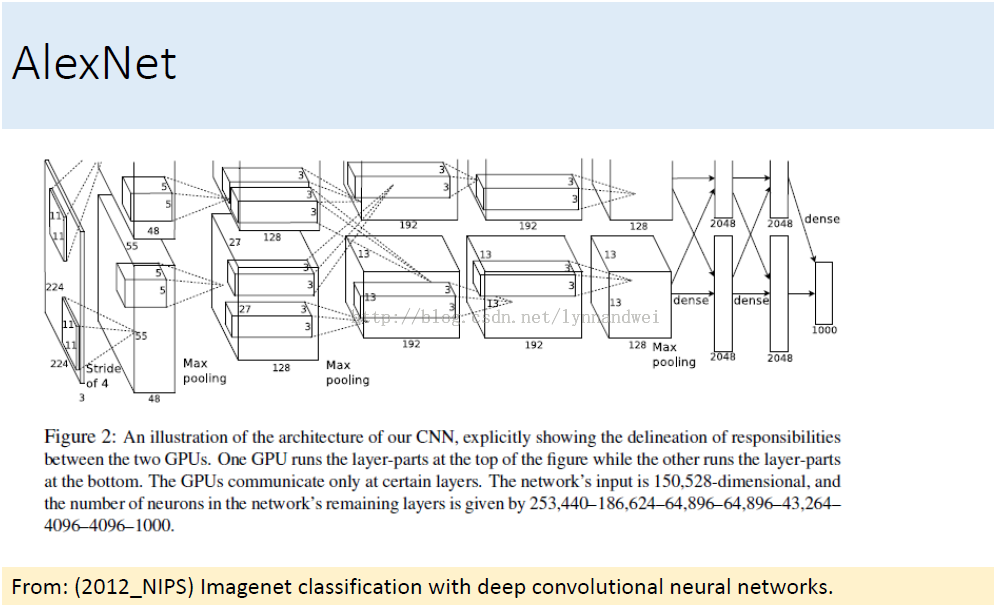 AlexNet
3
3
3
3
5
5
3
3
3
3
11
11
48
128
192
192
128
2048
2048
dense
55
27
13
13
13
5
5
3
3
3
3
224
27
3
3
13
3
3
13
13
dense
dense
1000
http://blog.csdn.net/lynnandwei
11
11
55
192
192
128
Max
pooling
2048
2048
224
Stride
of 4
Max
pooling
128
Max
pooling
3
48
Figure 2: An illustration of the architecture of our CNN, explicitly showing the delineation of responsibilities
between the two GPUs. One GPU runs the layer-parts at the top of the figure while the other runs the layer-parts
at the bottom. The GPUs communicate only at certain layers. The network's input is 150,528-dimensional, and
the number of neurons in the network's remaining layers is given by 253,440–186,624–64,896–64,896–43,264–
4096–4096–1000.
From: (2012_NIPS) Imagenet classification with deep convolutional neural networks.